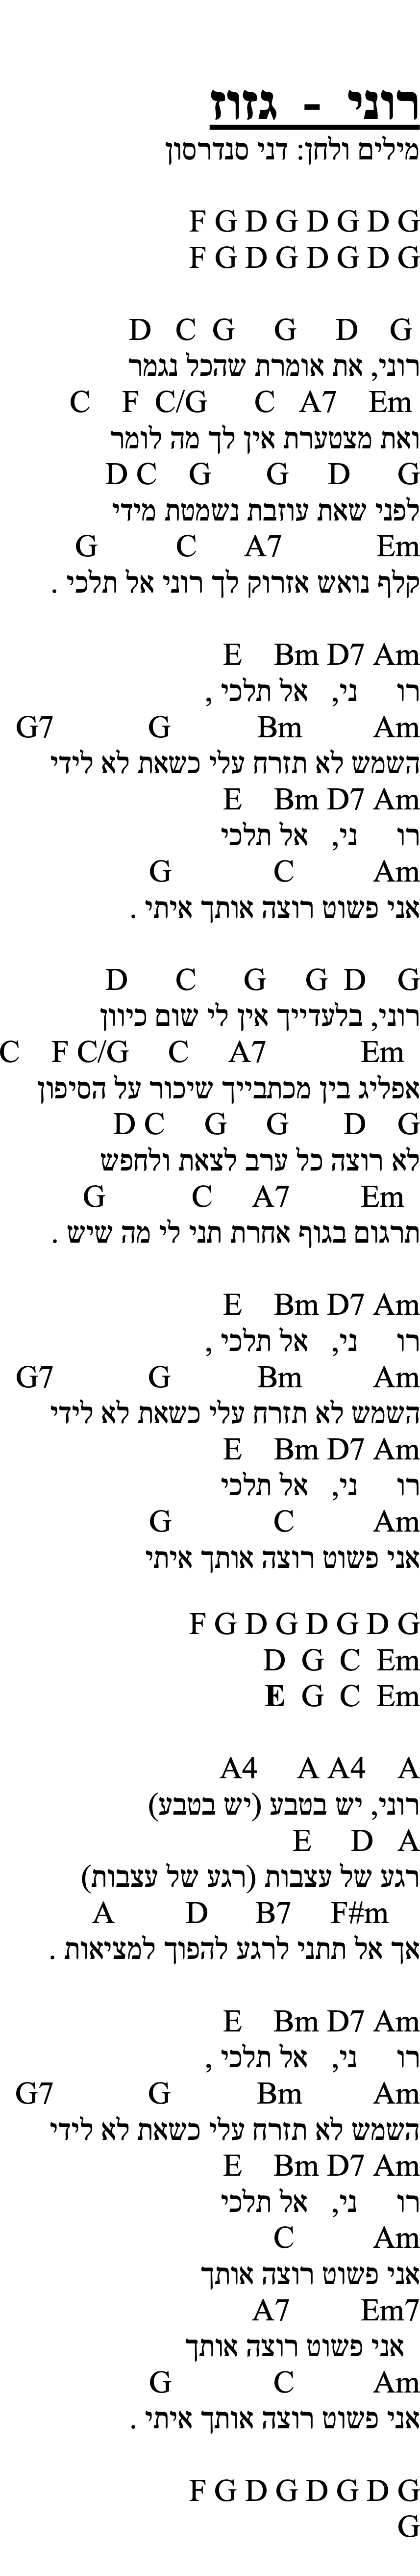 רוני - גזוז
מילים ולחן: דני סנדרסון
F G D G D G D G
F G D G D G D G
D C G G D G
רוני, את אומרת שהכל נגמר
C F C/G C A7 Em
ואת מצטערת אין לך מה לומר
D C G G D G
לפני שאת עוזבת נשמטת מידי
G C A7 Em
קלף נואש אזרוק לך רוני אל תלכי .
E Bm D7 Am
רו ני, אל תלכי ,
G7 G Bm Am
השמש לא תזרח עלי כשאת לא לידי
E Bm D7 Am
רו ני, אל תלכי
G C Am
אני פשוט רוצה אותך איתי .
D C G G D G
רוני, בלעדייך אין לי שום כיוון
C F C/G C A7 Em
אפליג בין מכתבייך שיכור על הסיפון
D C G G D G
לא רוצה כל ערב לצאת ולחפש
G C A7 Em
תרגום בגוף אחרת תני לי מה שיש .
E Bm D7 Am
רו ני, אל תלכי ,
G7 G Bm Am
השמש לא תזרח עלי כשאת לא לידי
E Bm D7 Am
רו ני, אל תלכי
G C Am
אני פשוט רוצה אותך איתי
F G D G D G D G
D G C Em
E G C Em
A4 A A4 A
רוני, יש בטבע (יש בטבע)
E D A
רגע של עצבות (רגע של עצבות)
A D B7 F#m
אך אל תתני לרגע להפוך למציאות .
E Bm D7 Am
רו ני, אל תלכי ,
G7 G Bm Am
השמש לא תזרח עלי כשאת לא לידי
E Bm D7 Am
רו ני, אל תלכי
C Am
אני פשוט רוצה אותך
A7 Em7
אני פשוט רוצה אותך
G C Am
אני פשוט רוצה אותך איתי .
F G D G D G D G
G